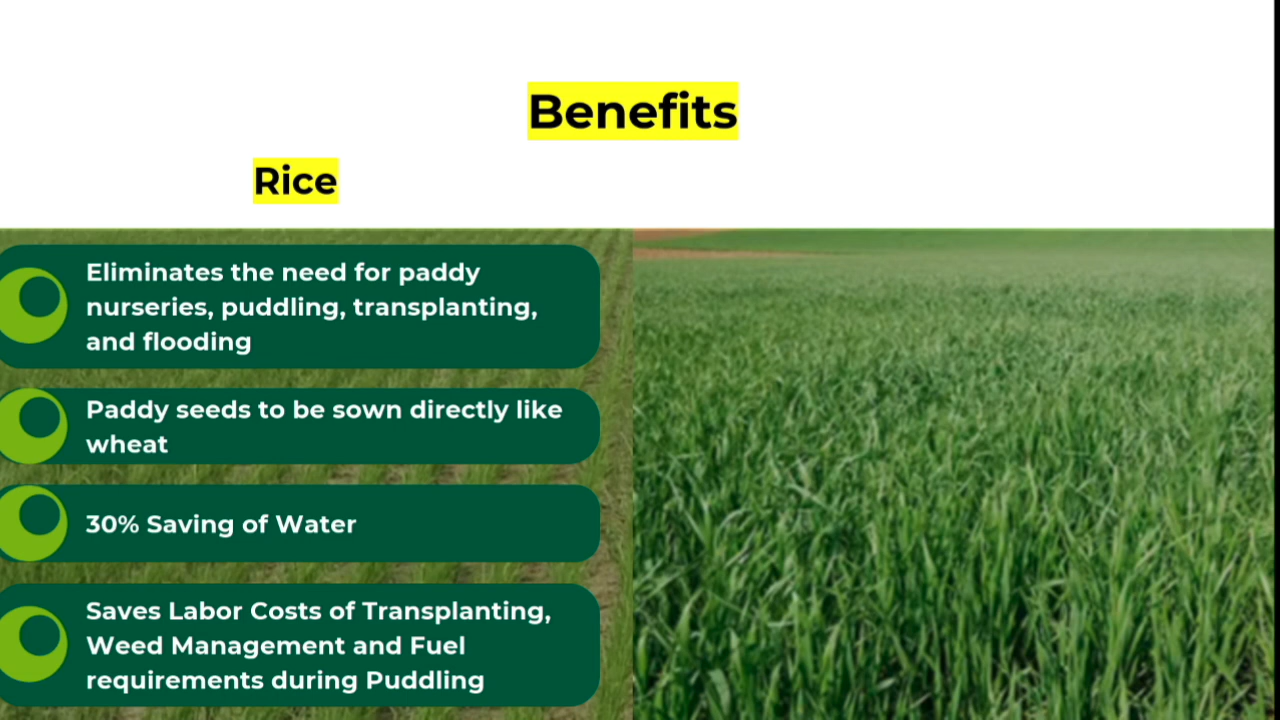 Benefits
Rice
Eliminates the need for paddy
nurseries, puddling, transplanting,
and flooding
Paddy seeds to be sown directly like
wheat
30% Saving of Water
Saves Labor Costs of Transplanting,
Weed Management and Fuel
requirements during Puddling